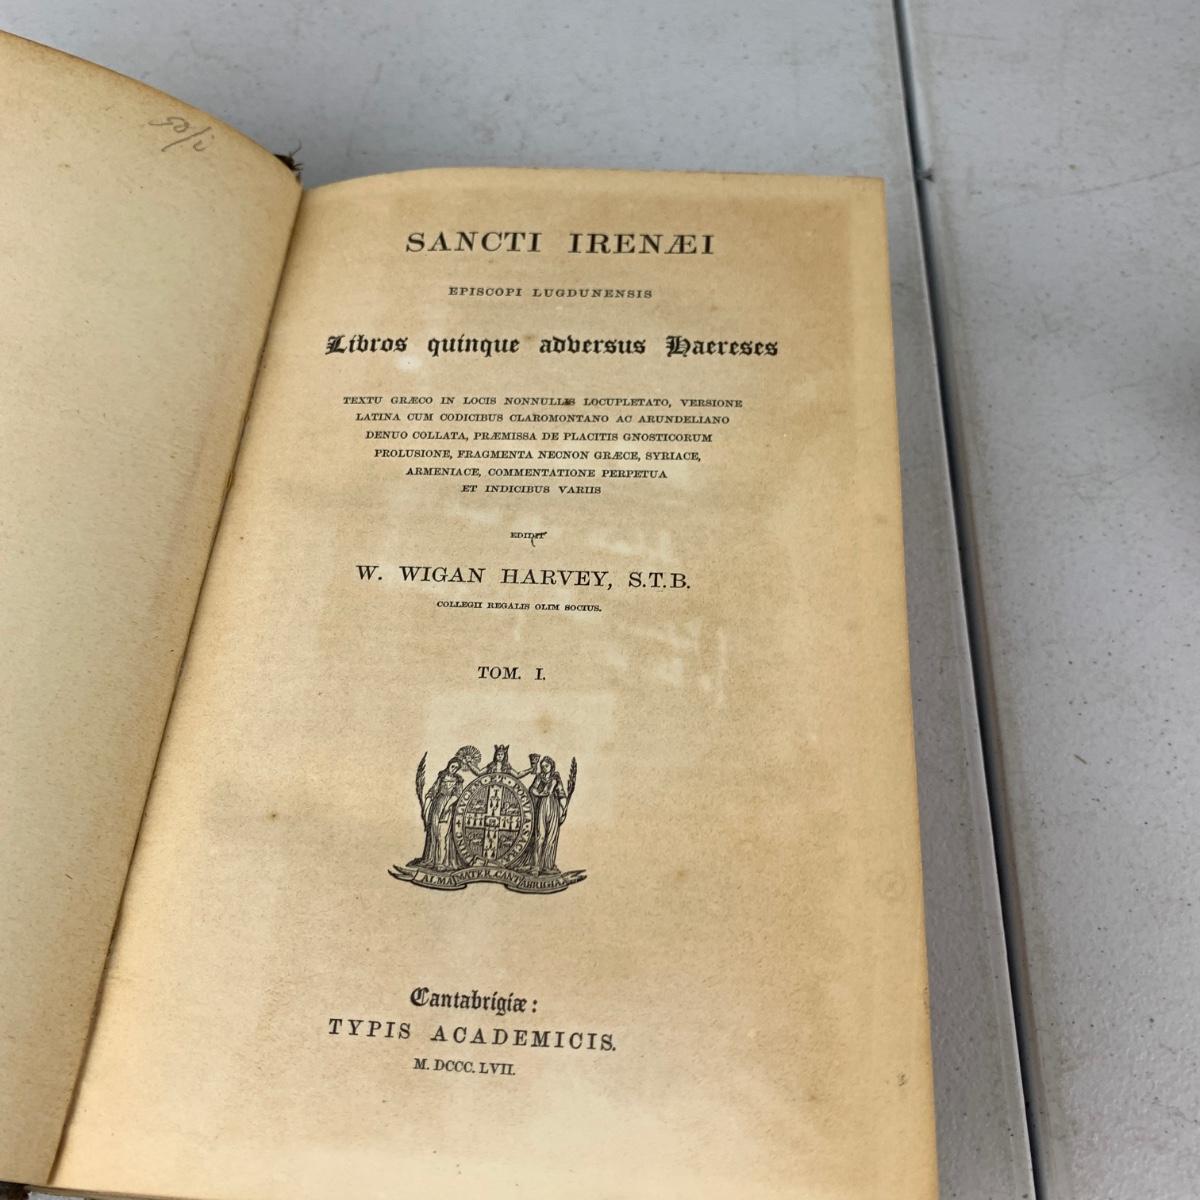 SANCTI IRENÆI
EPISCOPI LUGDUNENSIS
Libros quinque adversus Haereses
TEXTU GRÆCO IN LOCIS NONNULLIS LOCUPLETATO, VERSIONE
LATINA CUM CODICIBUS CLAROMONTANO AC ARUNDELIANO
DENUO COLLATA, PRÆMISSA DE PLACITIS GNOSTICORUM
PROLUSIONE, FRAGMENTA NECNON GRÆCE, SYRIACE,
ARMENIACE, COMMENTATIONE PERPETUA
ET INDICIBUS VARIIS
EDIDIT
W. WIGAN HARVEY, S.T.B.
COLLEGII REGALIS OLIM SOCIUS.
TOM. I.
ALMA MATER CANTABRIGIA
Cantabrigiæ:
TYPIS ACADEMICIS.
M. DCCC. LVII.